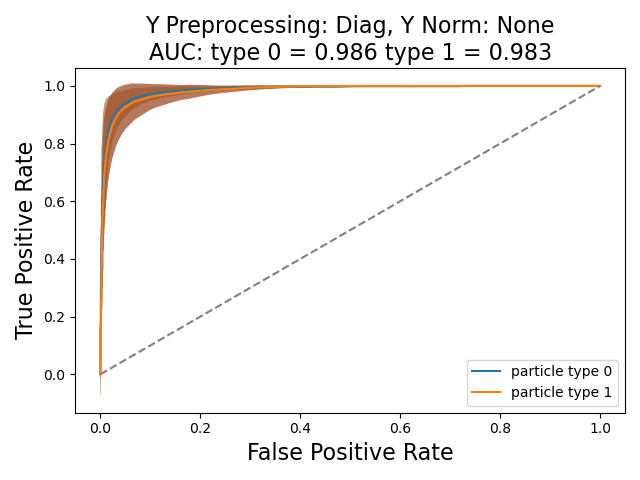 Y Preprocessing: Diag, Y Norm: None
AUC: type 0 = 0.986 type 1 = 0.983
True Positive Rate
1.0
0.8
0.6
0.4
0.2
0.0
particle type 0
particle type 1
0.0 0.2 0.4 0.6 0.8 1.0
False Positive Rate